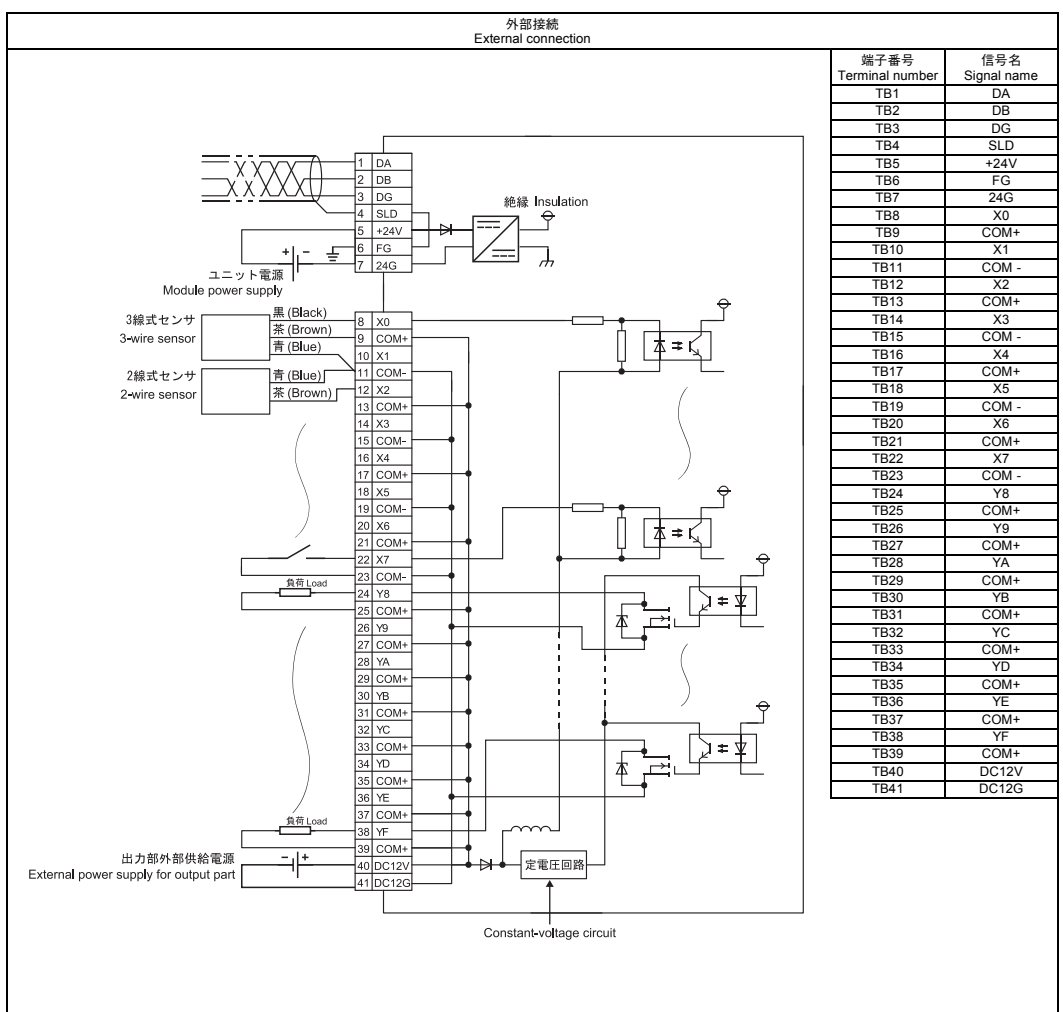 外部接続
External connection
端子番号
Terminal number
信号名
Signal name
TB1 DA
TB2 DB
TB3 DG
TB4 SLD
TB5 +24V
TB6 FG
TB7 24G
TB8 X0
TB9 COM+
TB10 X1
TB11 COM -
TB12 X2
TB13 COM+
TB14 X3
TB15 COM -
TB16 X4
TB17 COM+
TB18 X5
TB19 COM -
TB20 X6
TB21 COM+
TB22 X7
TB23 COM -
TB24 Y8
TB25 COM+
TB26 Y9
TB27 COM+
TB28 YA
TB29 COM+
TB30 YB
TB31 COM+
TB32 YC
TB33 COM+
TB34 YD
TB35 COM+
TB36 YE
TB37 COM+
TB38 YF
TB39 COM+
TB40 DC12V
TB41 DC12G
1 DA
2 DB
3 DG
4 SLD
5 +24V
6 FG
7 24G
絶縁 Insulation
+ −
ユニット電源
Module power supply
3線式センサ
3-wire sensor
黒 (Black)
茶 (Brown)
青 (Blue)
2線式センサ
2-wire sensor
青 (Blue)
茶 (Brown)
8 X0
9 COM+
10 X1
11 COM-
12 X2
13 COM+
14 X3
15 COM-
16 X4
17 COM+
18 X5
19 COM-
20 X6
21 COM+
22 X7
23 COM-
24 Y8
25 COM+
26 Y9
27 COM+
28 YA
29 COM+
30 YB
31 COM+
32 YC
33 COM+
34 YD
35 COM+
36 YE
37 COM+
38 YF
39 COM+
40 DC12V
41 DC12G
負荷 Load
負荷 Load
− +
出力部外部供給電源
External power supply for output part
定電圧回路
Constant-voltage circuit